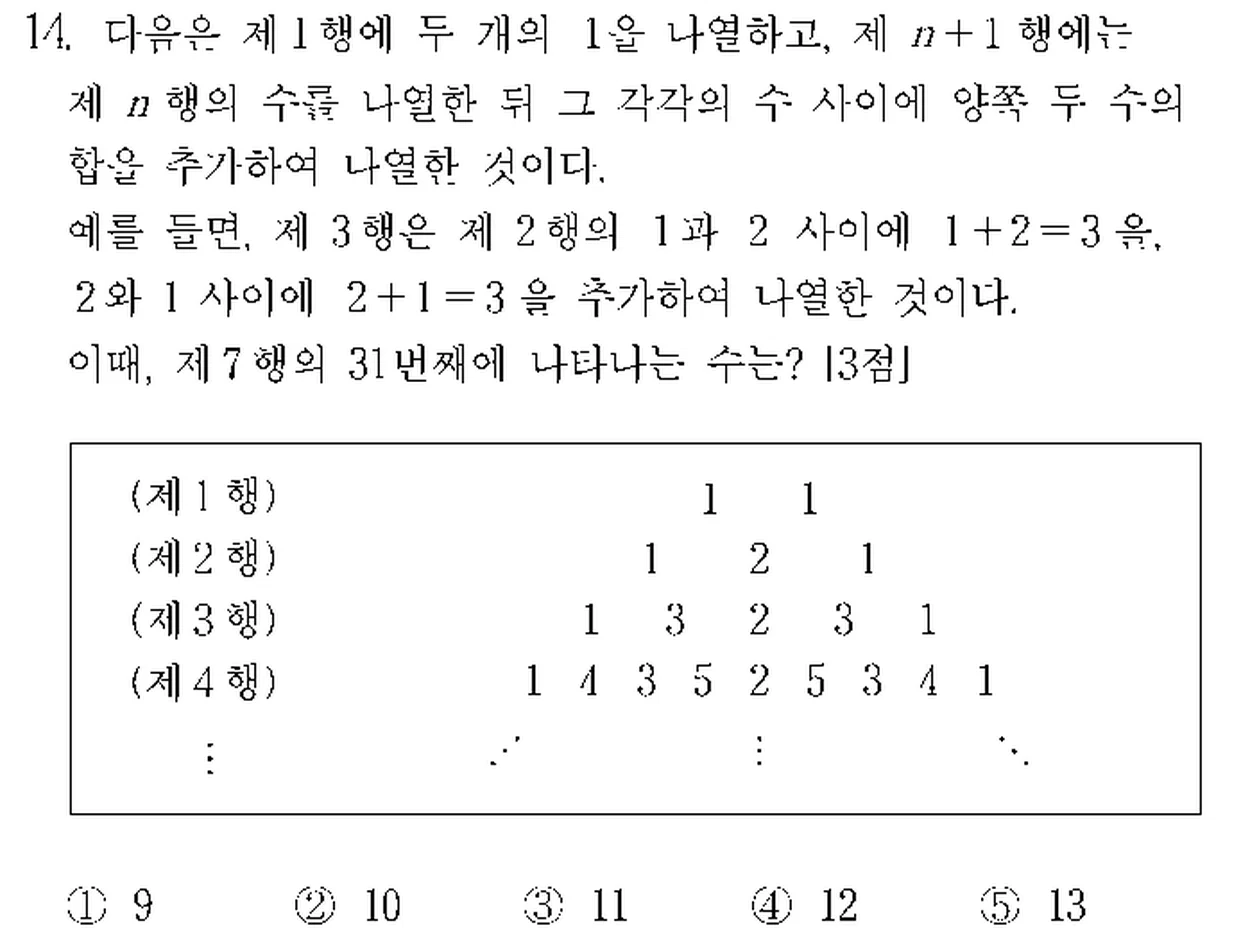 14. 다음은 제 1 행에 두 개의 1을 나열하고, 제 n+1 행에는
제 n 행의 수를 나열한 뒤 그 각각의 수 사이에 양쪽 두 수의
합을 추가하여 나열한 것이다.
예를 들면, 제 3 행은 제 2 행의 1 과 2 사이에 1+2=3 을,
2 와 1 사이에 2+1=3 을 추가하여 나열한 것이다.
이때, 제 7 행의 31 번째에 나타나는 수는? [3점]
(제 1 행) 1 1
(제 2 행) 1 2 1
(제 3 행) 1 3 2 3 1
(제 4 행) 1 4 3 5 2 5 3 4 1
⋮ ⋰ ⋮ ⋱
① 9 ② 10 ③ 11 ④ 12 ⑤ 13